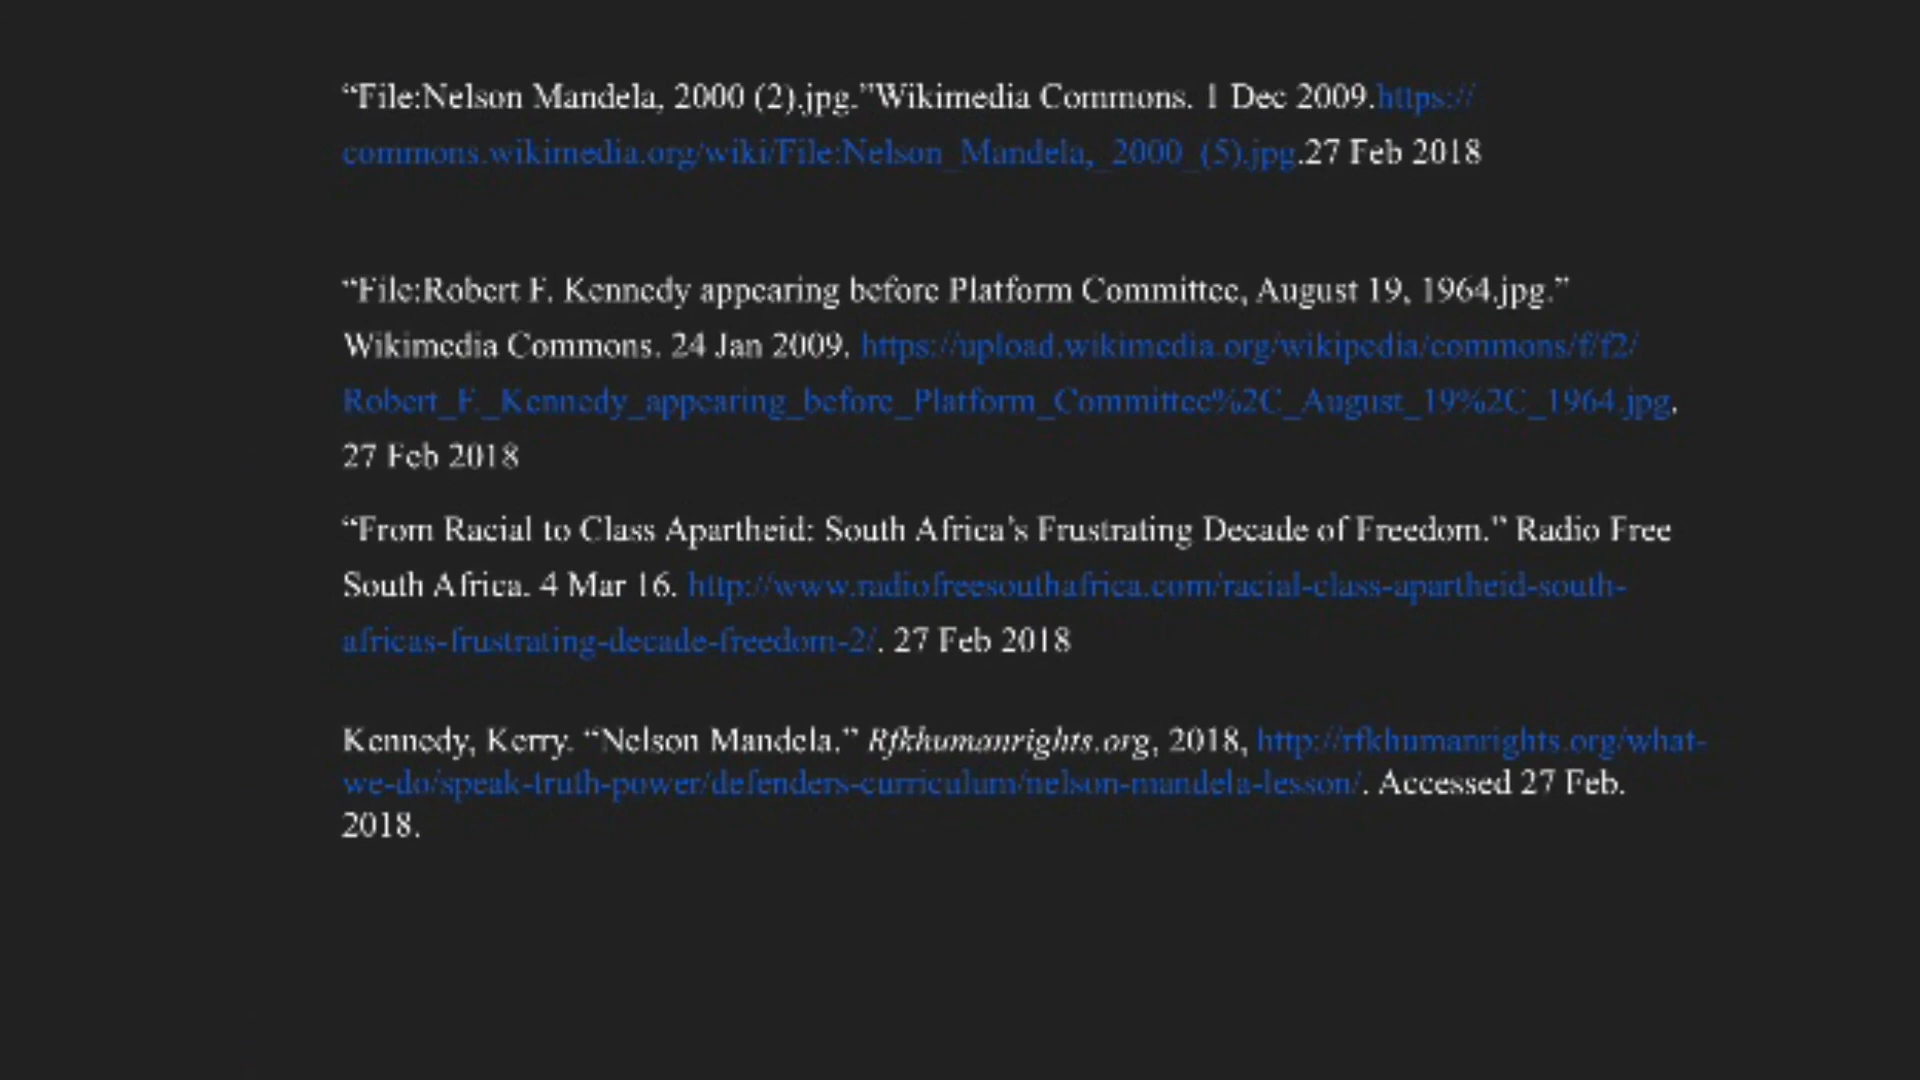 “File:Nelson Mandela, 2000 (2).jpg.”Wikimedia Commons. 1 Dec 2009.https://
commons.wikimedia.org/wiki/File:Nelson_Mandela,_2000_(5).jpg.27 Feb 2018
“File:Robert F. Kennedy appearing before Platform Committee, August 19, 1964.jpg.”
Wikimedia Commons. 24 Jan 2009. https://upload.wikimedia.org/wikipedia/commons/f/f2/
Robert_F._Kennedy_appearing_before_Platform_Committee%2C_August_19%2C_1964.jpg.
27 Feb 2018
“From Racial to Class Apartheid: South Africa’s Frustrating Decade of Freedom.” Radio Free
South Africa. 4 Mar 16. http://www.radiofreesouthafrica.com/racial-class-apartheid-south-
africas-frustrating-decade-freedom-2/. 27 Feb 2018
Kennedy, Kerry. “Nelson Mandela.” Rfkhumanrights.org, 2018, http://rfkhumanrights.org/what-
we-do/speak-truth-power/defenders-curriculum/nelson-mandela-lesson/. Accessed 27 Feb.
2018.